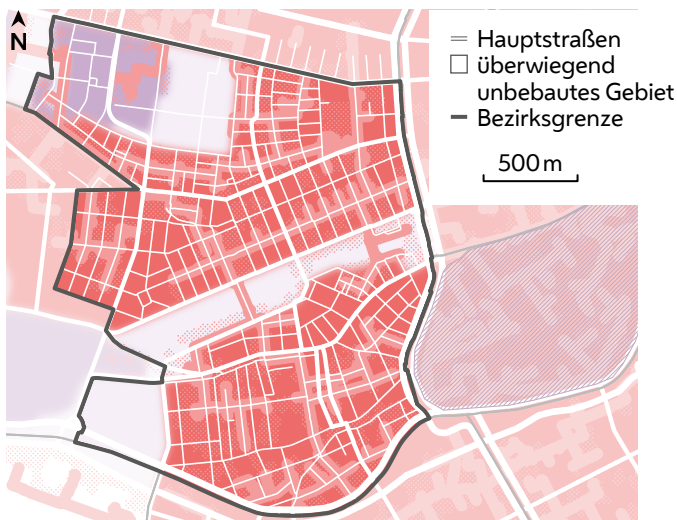 N
Hauptstraßen
überwiegend
unbebautes Gebiet
Bezirksgrenze
500 m